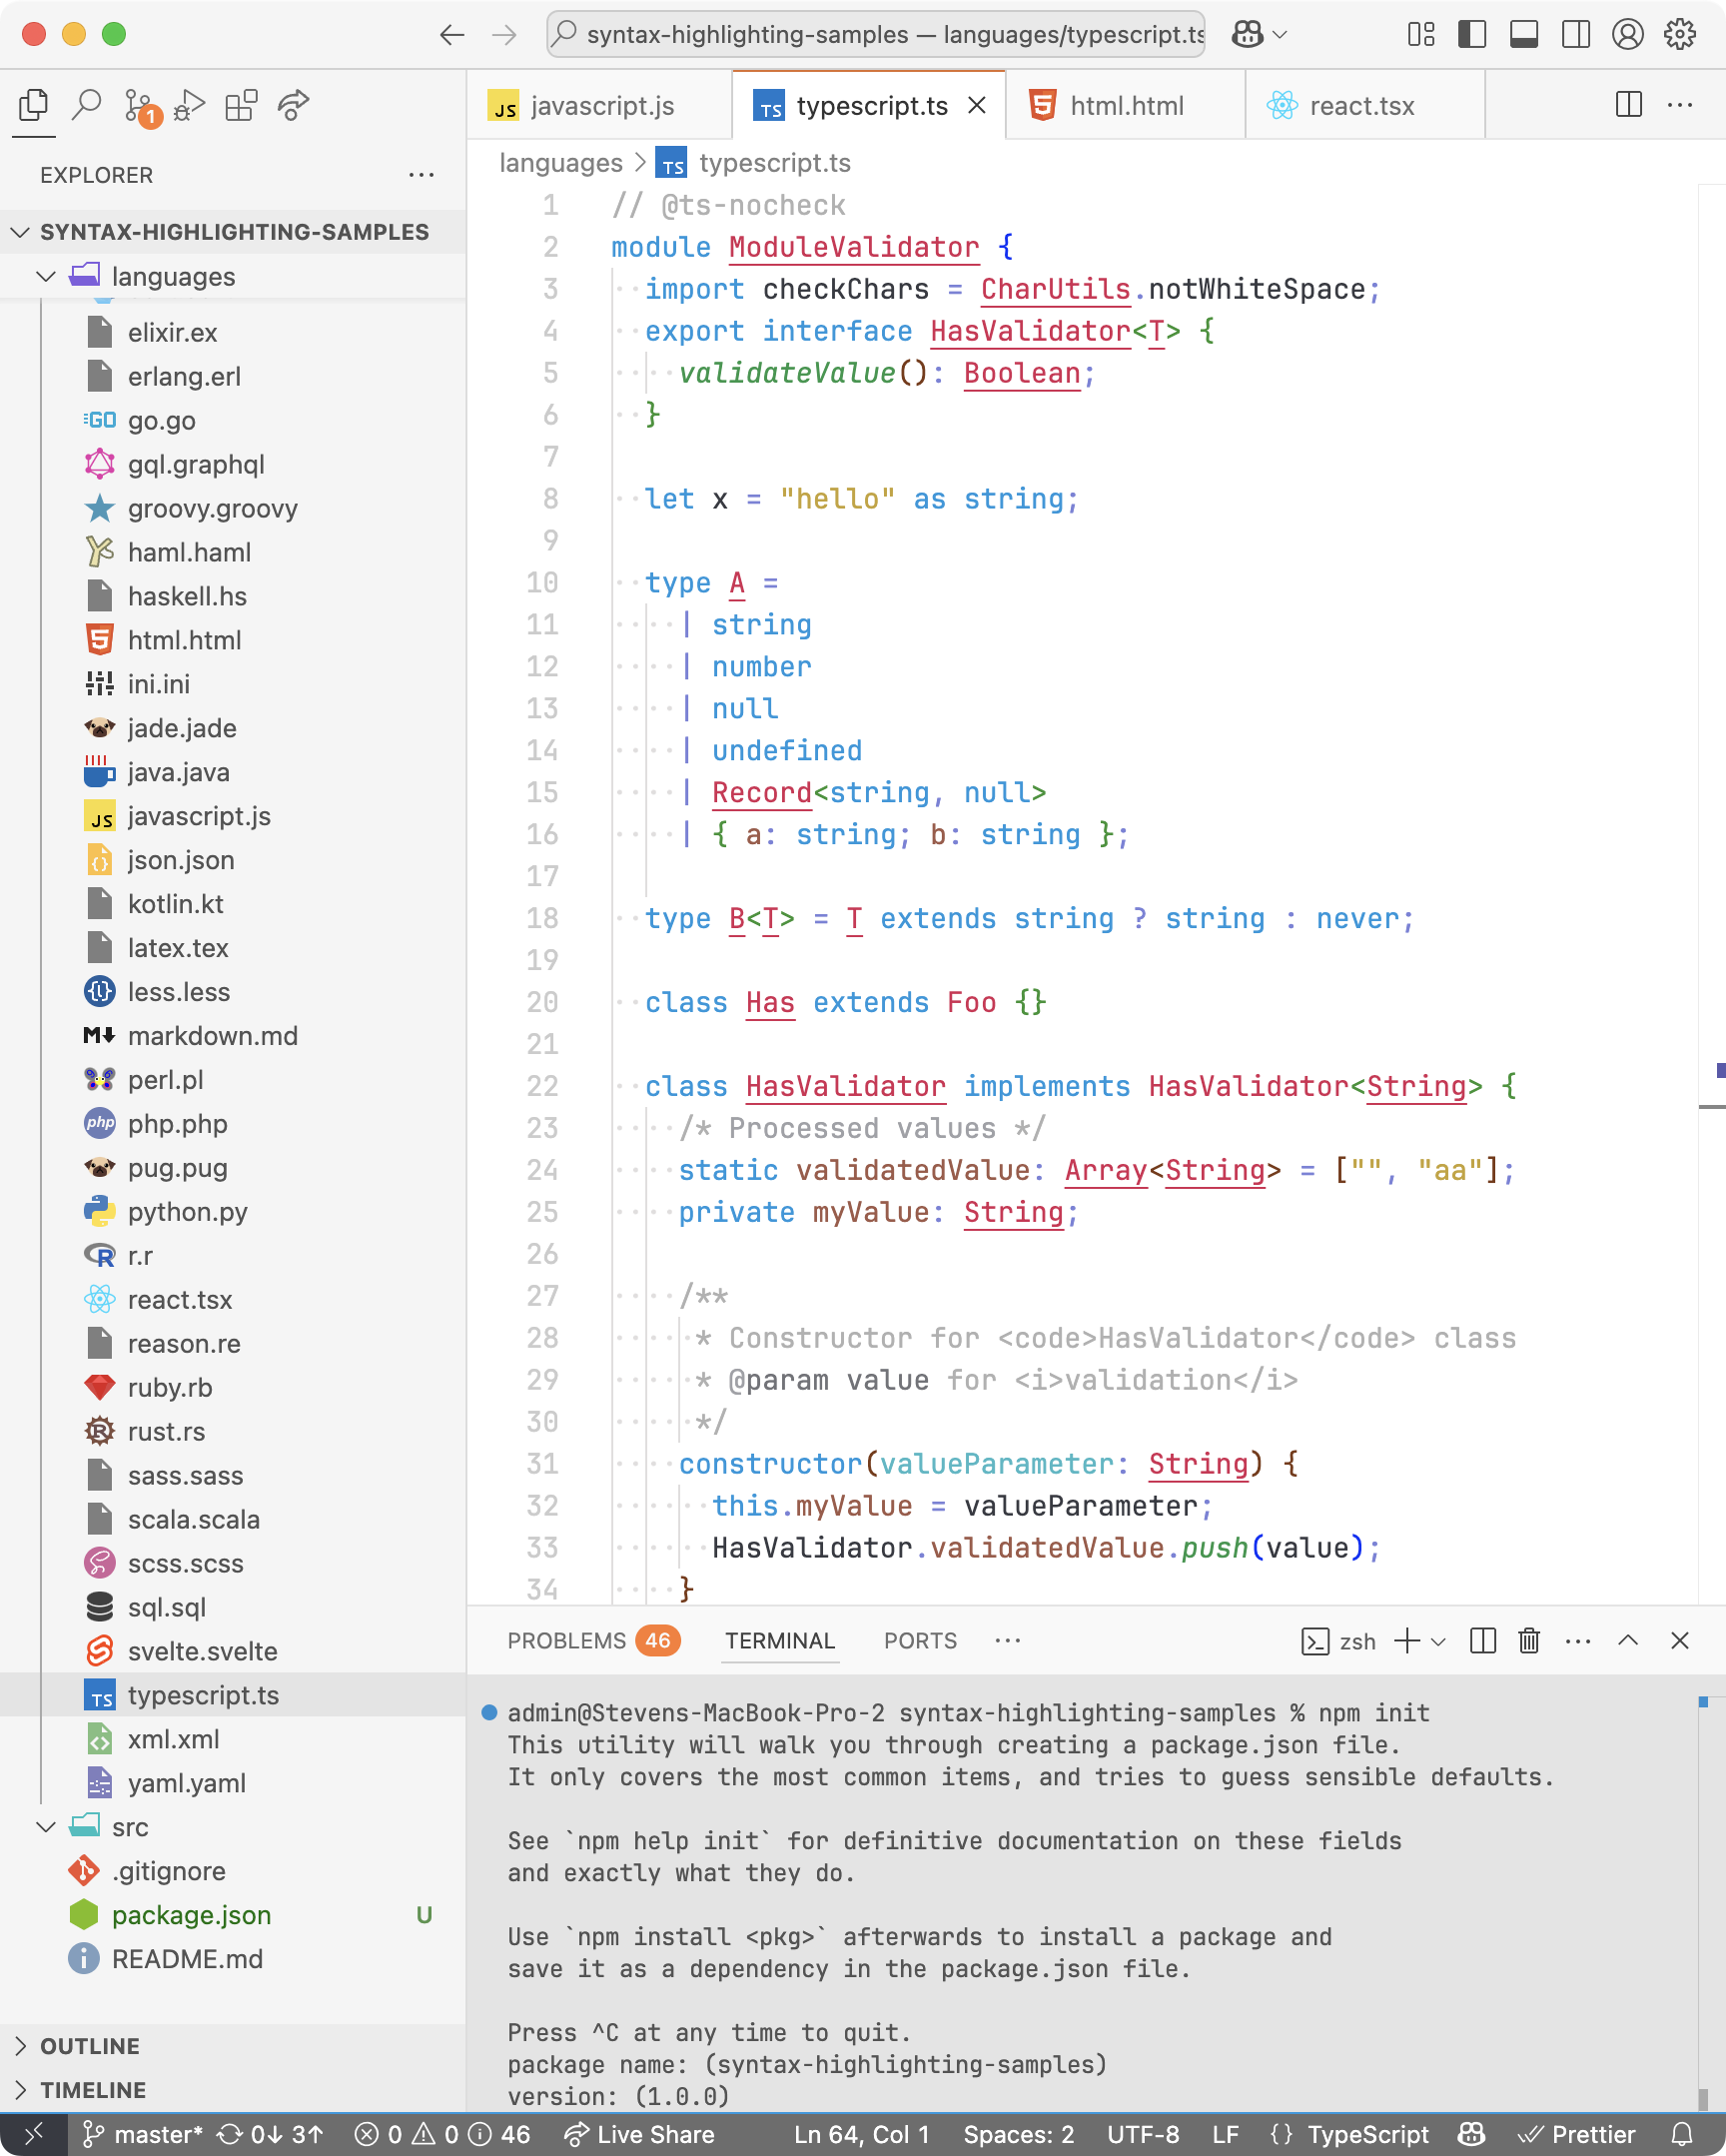 syntax-highlighting-samples — languages/typescript.ts
1
JS javascript.js
TS typescript.ts
html.html
react.tsx
EXPLORER
SYNTAX-HIGHLIGHTING-SAMPLES
languages
elixir.ex
erlang.erl
GO go.go
gql.graphql
groovy.groovy
haml.haml
haskell.hs
html.html
ini.ini
jade.jade
java.java
JS javascript.js
json.json
kotlin.kt
latex.tex
less.less
markdown.md
perl.pl
php php.php
pug.pug
python.py
R r.r
react.tsx
reason.re
ruby.rb
rust.rs
sass.sass
scala.scala
scss.scss
sql.sql
svelte.svelte
TS typescript.ts
xml.xml
yaml.yaml
src
.gitignore
package.json U
README.md
OUTLINE
TIMELINE
languages > TS typescript.ts
1 // @ts-nocheck
2 module ModuleValidator {
3 import checkChars = CharUtils.notWhiteSpace;
4 export interface HasValidator<T> {
5 validateValue(): Boolean;
6 }
7
8 let x = "hello" as string;
9
10 type A =
11 | string
12 | number
13 | null
14 | undefined
15 | Record<string, null>
16 | { a: string; b: string };
17
18 type B<T> = T extends string ? string : never;
19
20 class Has extends Foo {}
21
22 class HasValidator implements HasValidator<String> {
23 /* Processed values */
24 static validatedValue: Array<String> = ["", "aa"];
25 private myValue: String;
26
27 /**
28 * Constructor for <code>HasValidator</code> class
29 * @param value for <i>validation</i>
30 */
31 constructor(valueParameter: String) {
32 this.myValue = valueParameter;
33 HasValidator.validatedValue.push(value);
34 }
PROBLEMS 46 TERMINAL PORTS ··· zsh
admin@Stevens-MacBook-Pro-2 syntax-highlighting-samples % npm init
This utility will walk you through creating a package.json file.
It only covers the most common items, and tries to guess sensible defaults.
See `npm help init` for definitive documentation on these fields
and exactly what they do.
Use `npm install <pkg>` afterwards to install a package and
save it as a dependency in the package.json file.
Press ^C at any time to quit.
package name: (syntax-highlighting-samples)
version: (1.0.0)
master* 0↓ 3↑ 0 0 46 Live Share Ln 64, Col 1 Spaces: 2 UTF-8 LF {} TypeScript Prettier